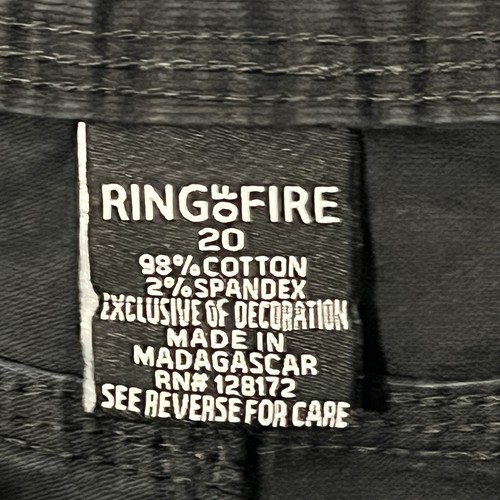 RING OF FIRE
20
98% COTTON
2% SPANDEX
EXCLUSIVE OF DECORATION
MADE IN
MADAGASCAR
RN# 128172
SEE REVERSE FOR CARE